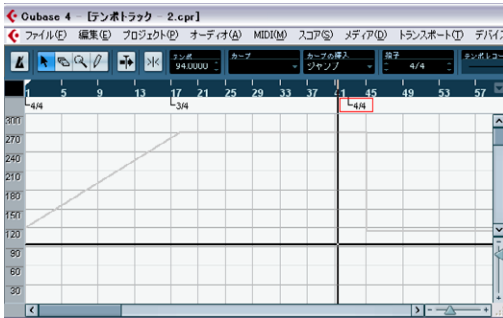 Cubase 4 - [テンポトラック - 2.cpr]
ファイル(F) 編集(E) プロジェクト(P) オーディオ(A) MIDI(M) スコア(S) メディア(D) トランスポート(T) デバイ
テンポ カーブ カーブの挿入 拍子 テンポレコー
94.0000 ジャンプ 4/4
1 5 9 13 17 21 25 29 33 37 41 45 49 53 57
4/4 3/4 4/4
300
270
240
210
180
150
120
90
60
30